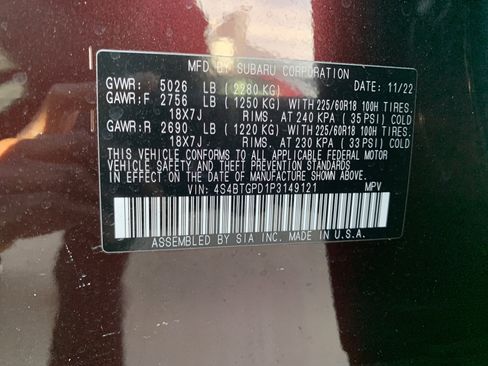 MFD BY SUBARU CORPORATION
GVWR: 5026 LB (2280 KG) DATE: 11/22
GAWR:F 2756 LB (1250 KG) WITH 225/60R18 100H TIRES.
18X7J RIMS. AT 240 KPA (35 PSI) COLD
GAWR:R 2690 LB (1220 KG) WITH 225/60R18 100H TIRES.
18X7J RIMS. AT 230 KPA (33 PSI) COLD
THIS VEHICLE CONFORMS TO ALL APPLICABLE FEDERAL MOTOR
VEHICLE SAFETY AND THEFT PREVENTION STANDARDS
IN EFFECT ON THE DATE OF MANUFACTURE SHOWN ABOVE.
VIN: 4S4BTGPD1P3149121 MPV
ASSEMBLED BY SIA INC. MADE IN U.S.A.